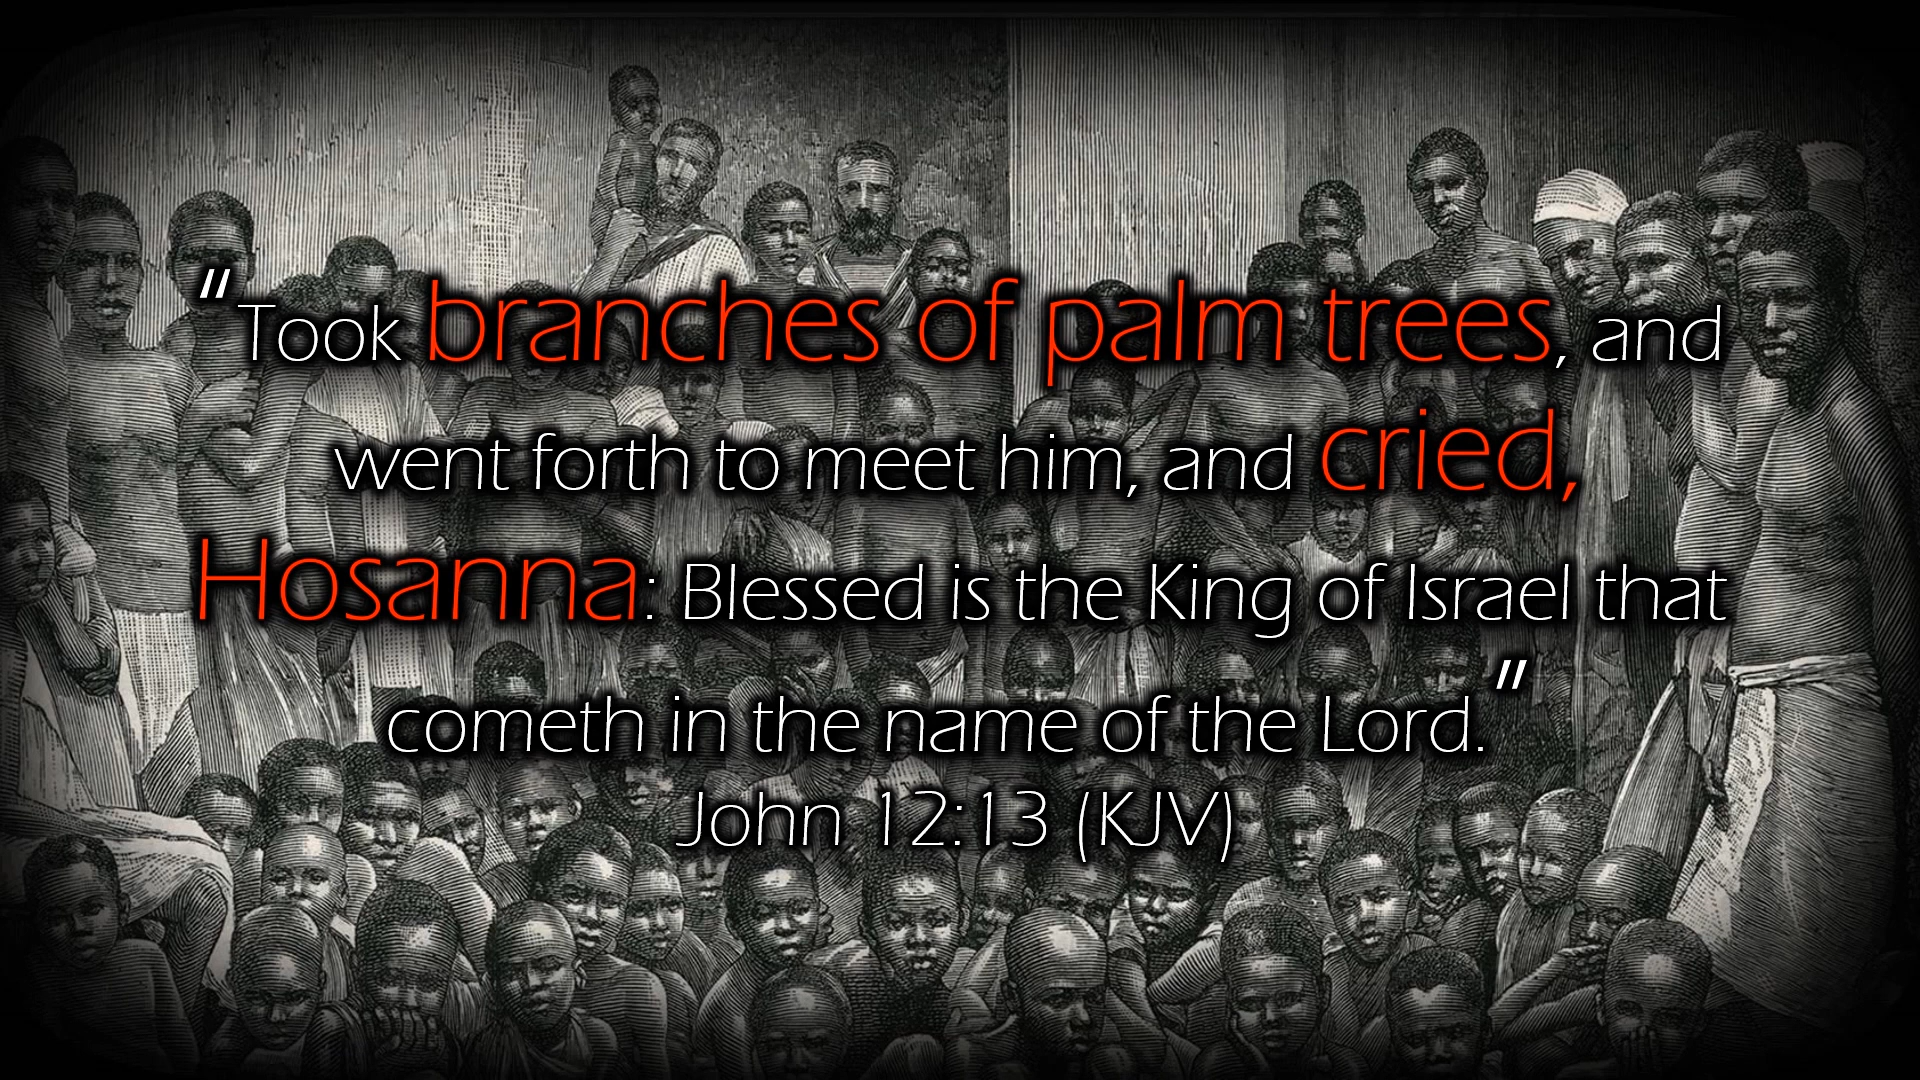 "Took branches of palm trees, and
went forth to meet him, and cried,
Hosanna: Blessed is the King of Israel that
cometh in the name of the Lord."
John 12:13 (KJV)